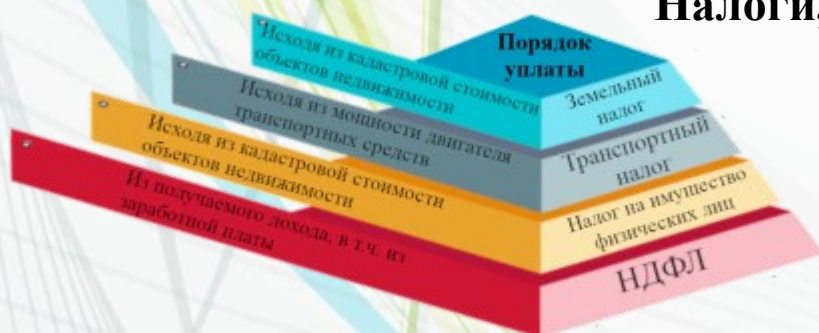 Налоги,
Порядок
уплаты
Исходя из кадастровой стоимости
объектов недвижимости
Земельный
налог
Исходя из мощности двигателя
транспортных средств
Транспортный
налог
Исходя из кадастровой стоимости
объектов недвижимости
Налог на имущество
физических лиц
Из получаемого дохода, в т.ч. из
заработной платы
НДФЛ